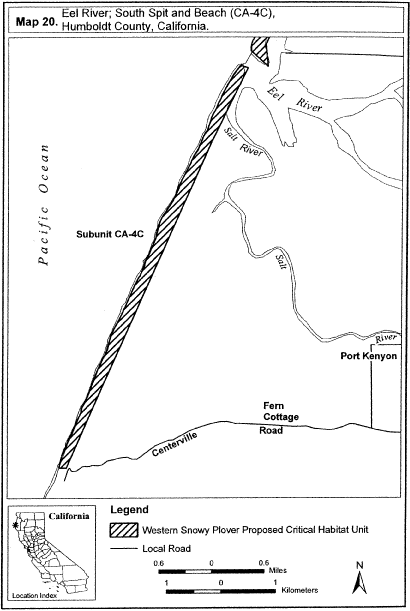 Map 20. Eel River; South Spit and Beach (CA-4C), Humboldt County, California.
Eel River
Salt River
Pacific Ocean
Subunit CA-4C
Salt
River
Port Kenyon
Fern
Cottage
Centerville Road
California
Location Index
Legend
Western Snowy Plover Proposed Critical Habitat Unit
Local Road
0.6 0 0.6
Miles
1 0 1
Kilometers
N